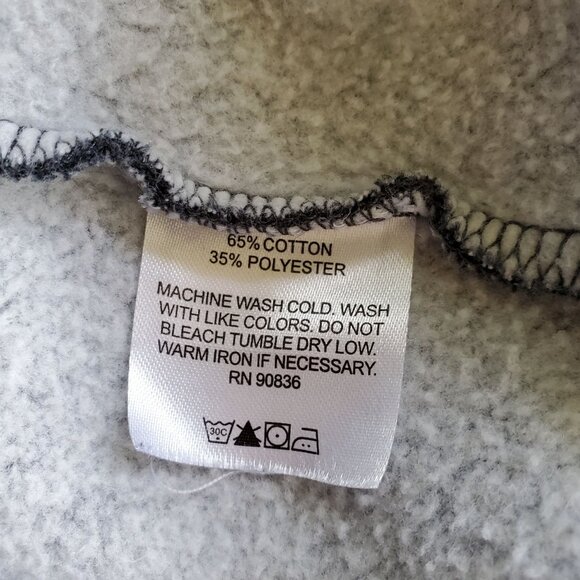 65% COTTON
35% POLYESTER
MACHINE WASH COLD. WASH
WITH LIKE COLORS. DO NOT
BLEACH TUMBLE DRY LOW.
WARM IRON IF NECESSARY.
RN 90836
30C